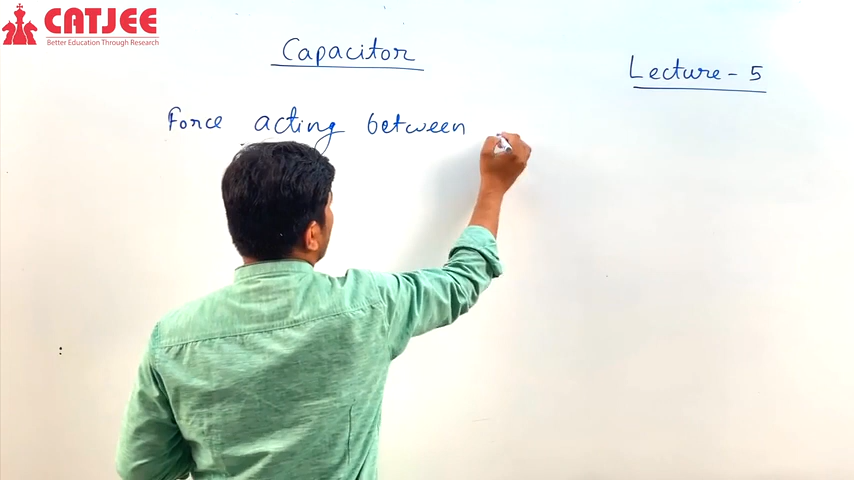 CATJEE
Better Education Through Research
Capacitor
Lecture - 5
Force acting between